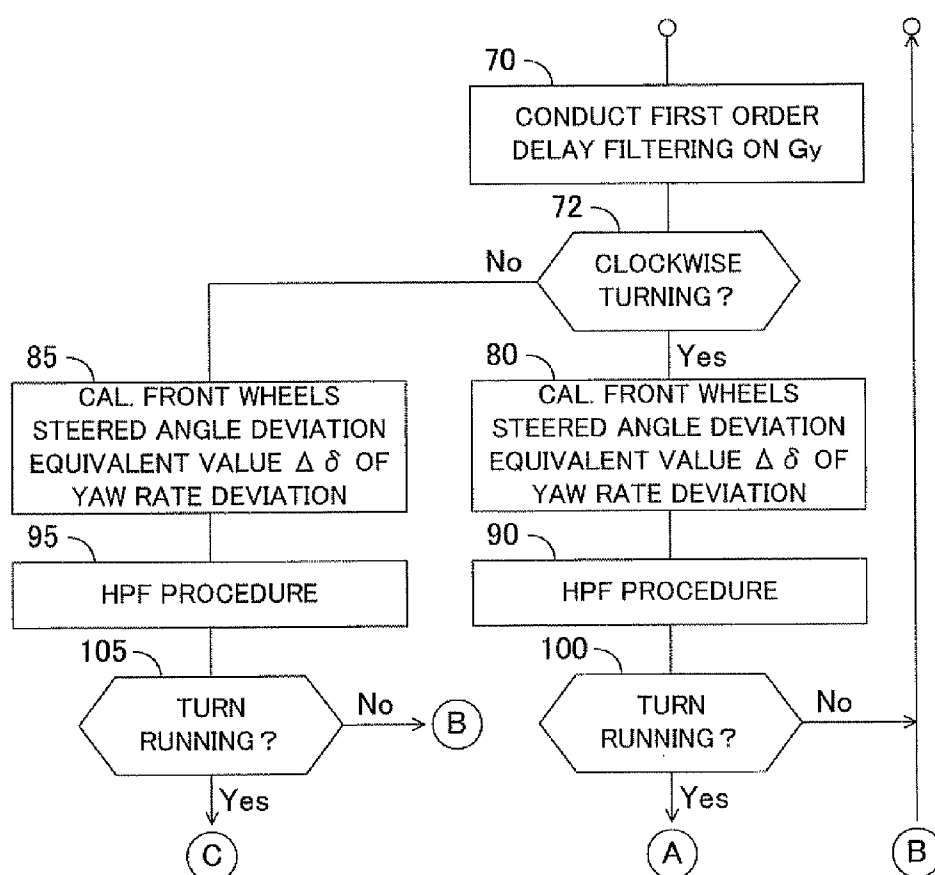 70
CONDUCT FIRST ORDER
DELAY FILTERING ON Gy
72
No
CLOCKWISE
TURNING?
Yes
85
CAL. FRONT WHEELS
STEERED ANGLE DEVIATION
EQUIVALENT VALUE Δ δ OF
YAW RATE DEVIATION
80
CAL. FRONT WHEELS
STEERED ANGLE DEVIATION
EQUIVALENT VALUE Δ δ OF
YAW RATE DEVIATION
95
HPF PROCEDURE
90
HPF PROCEDURE
105
TURN
RUNNING?
No
B
Yes
C
100
TURN
RUNNING?
No
Yes
A
B